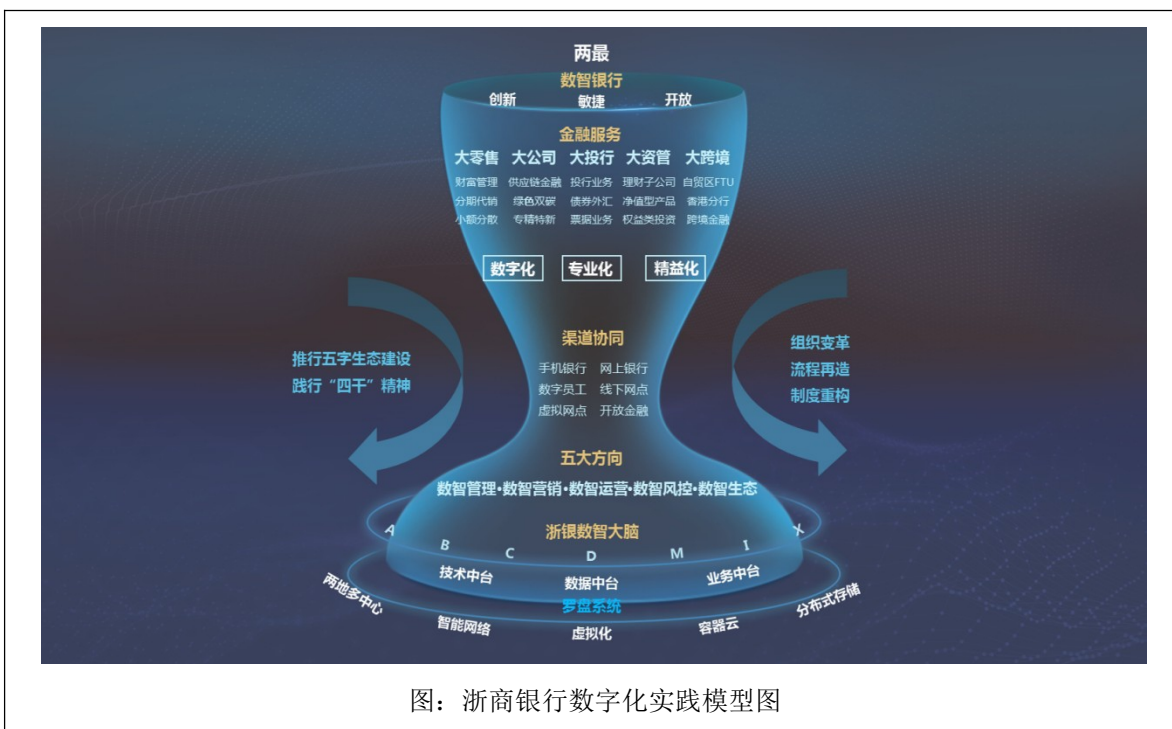 两最
数智银行
创新 敏捷 开放
金融服务
大零售 大公司 大投行 大资管 大跨境
财富管理 供应链金融 投行业务 理财子公司 自贸区FTU
分期代销 绿色双碳 债券外汇 净值型产品 香港分行
小额分散 专精特新 票据业务 权益类投资 跨境金融
数字化 专业化 精益化
渠道协同
手机银行 网上银行
数字员工 线下网点
虚拟网点 开放金融
推行五字生态建设
践行“四干”精神
组织变革
流程再造
制度重构
五大方向
数智管理·数智营销·数智运营·数智风控·数智生态
浙银数智大脑
A B C D M I X
技术中台 数据中台 业务中台
罗盘系统
两地多中心 智能网络 虚拟化 容器云 分布式存储
图：浙商银行数字化实践模型图